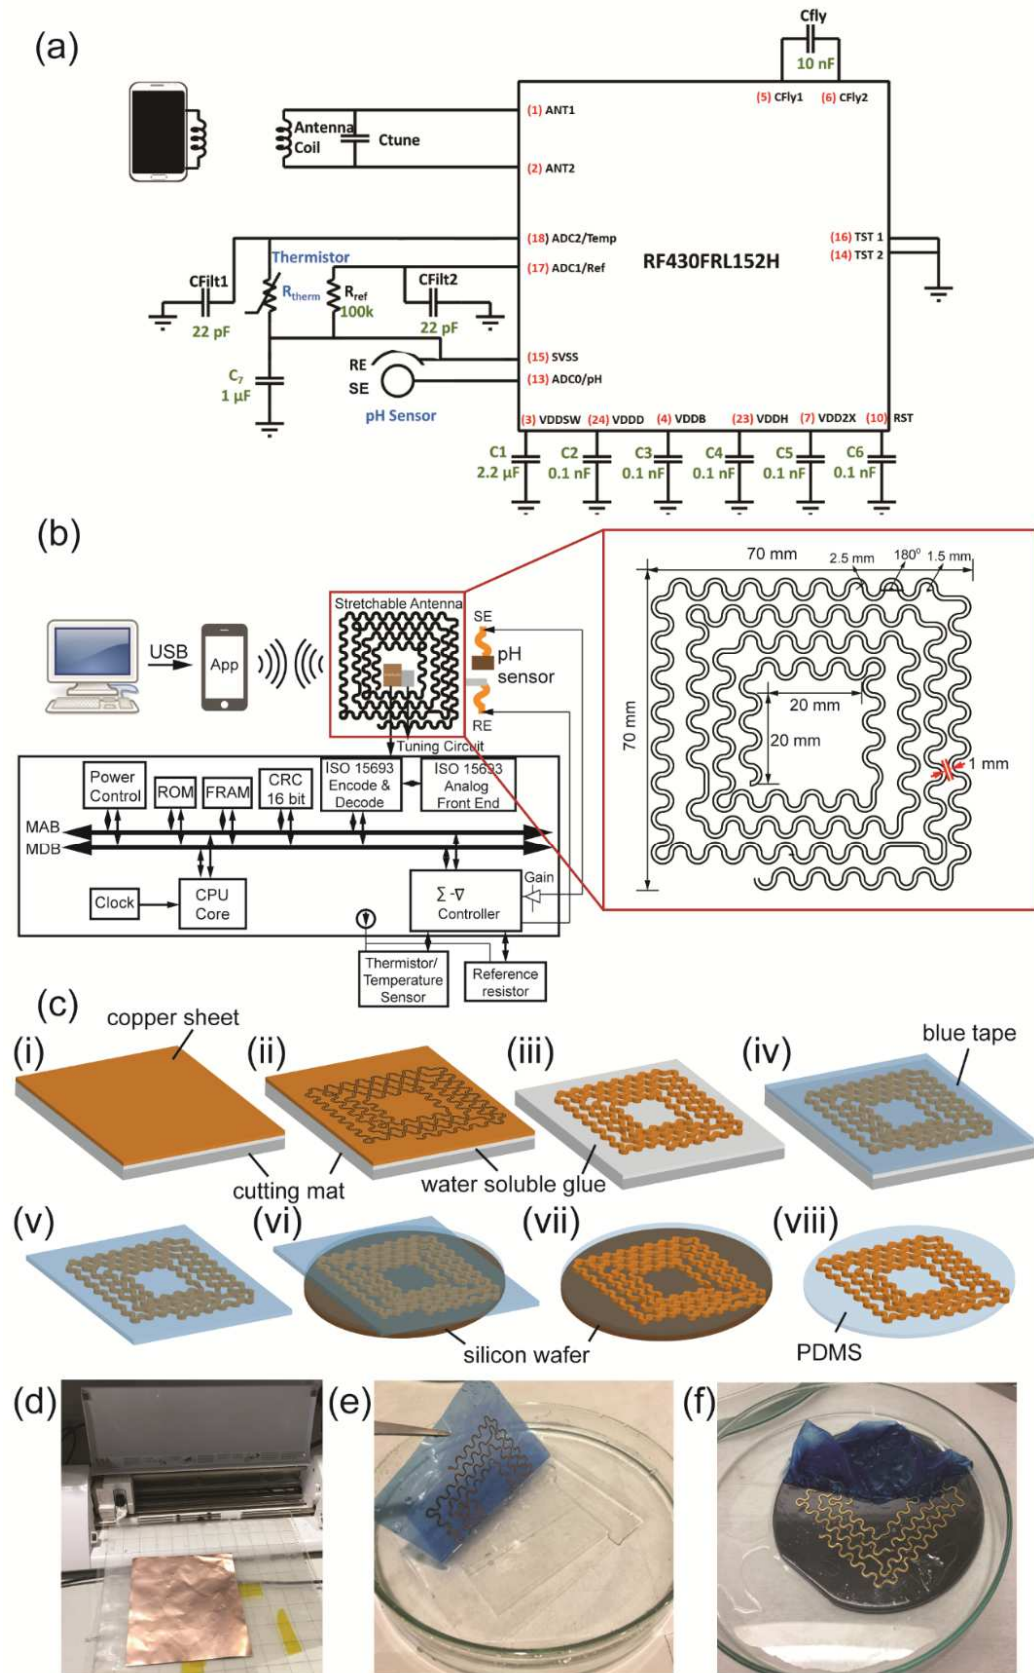 (a)
Cfly
10 nF
(5) CFly1
(6) CFly2
(1) ANT1
Antenna
Coil
Ctune
(2) ANT2
(18) ADC2/Temp
(16) TST 1
(14) TST 2
Thermistor
(17) ADC1/Ref
RF430FRL152H
CFilt1
Rtherm
Rref
100k
CFilt2
22 pF
22 pF
C7
1 µF
RE
SE
(15) SVSS
(13) ADC0/pH
pH Sensor
(3) VDDSW
(24) VDDD
(4) VDDB
(23) VDDH
(7) VDD2X
(10) RST
C1
2.2 µF
C2
0.1 nF
C3
0.1 nF
C4
0.1 nF
C5
0.1 nF
C6
0.1 nF
(b)
USB
App
Stretchable Antenna
SE
pH
sensor
RE
Tuning Circuit
70 mm
2.5 mm
180°
1.5 mm
70 mm
20 mm
20 mm
1 mm
Power
Control
ROM
FRAM
CRC
16 bit
ISO 15693
Encode &
Decode
ISO 15693
Analog
Front End
MAB
MDB
Clock
CPU
Core
Σ -∇
Controller
Gain
Thermistor/
Temperature
Sensor
Reference
resistor
(c)
copper sheet
blue tape
(i)
(ii)
(iii)
(iv)
cutting mat
water soluble glue
(v)
(vi)
(vii)
(viii)
silicon wafer
PDMS
(d)
(e)
(f)